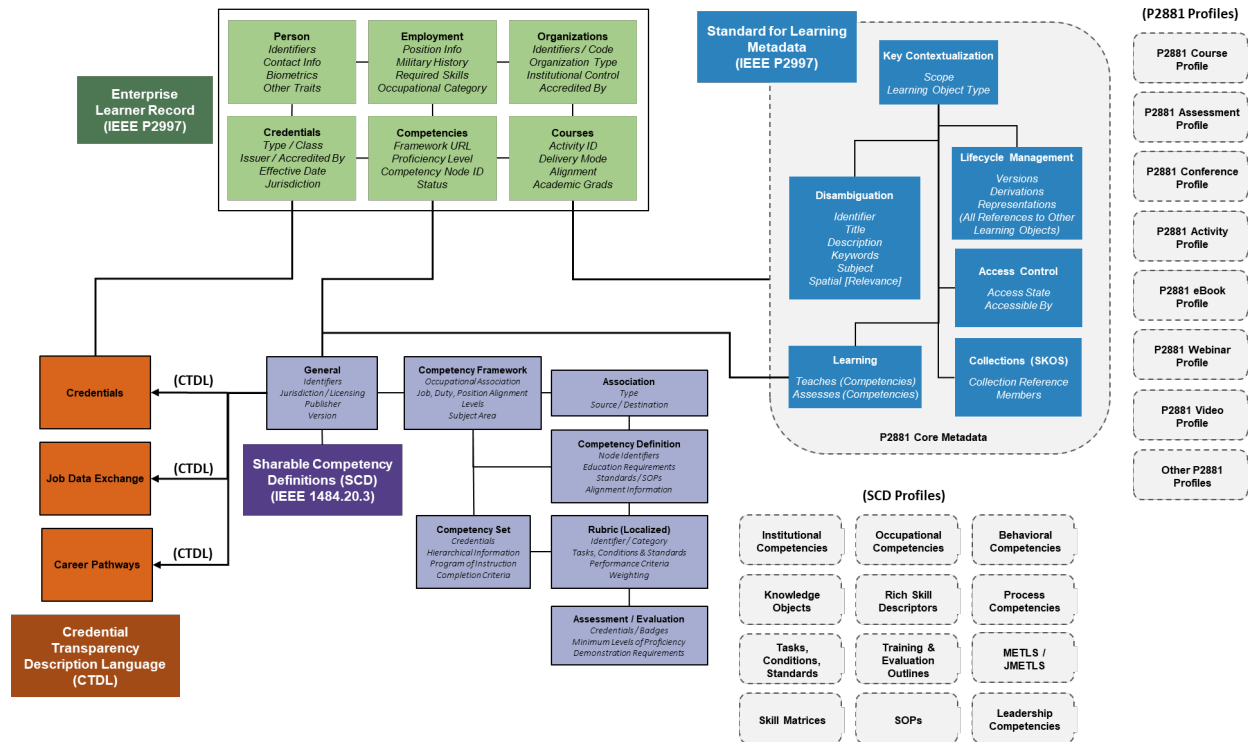 Enterprise
Learner Record
(IEEE P2997)
Person
Identifiers
Contact Info
Biometrics
Other Traits
Employment
Position Info
Military History
Required Skills
Occupational Category
Organizations
Identifiers / Code
Organization Type
Institutional Control
Accredited By
Credentials
Type / Class
Issuer / Accredited By
Effective Date
Jurisdiction
Competencies
Framework URL
Proficiency Level
Competency Node ID
Status
Courses
Activity ID
Delivery Mode
Alignment
Academic Grads
Standard for Learning
Metadata
(IEEE P2997)
Key Contextualization
Scope
Learning Object Type
Lifecycle Management
Versions
Derivations
Representations
(All References to Other
Learning Objects)
Disambiguation
Identifier
Title
Description
Keywords
Subject
Spatial [Relevance]
Access Control
Access State
Accessible By
Learning
Teaches (Competencies)
Assesses (Competencies)
Collections (SKOS)
Collection Reference
Members
P2881 Core Metadata
(P2881 Profiles)
P2881 Course
Profile
P2881 Assessment
Profile
P2881 Conference
Profile
P2881 Activity
Profile
P2881 eBook
Profile
P2881 Webinar
Profile
P2881 Video
Profile
Other P2881
Profiles
Credentials
(CTDL)
Job Data Exchange
(CTDL)
Career Pathways
(CTDL)
Credential
Transparency
Description Language
(CTDL)
General
Identifiers
Jurisdiction / Licensing
Publisher
Version
Sharable Competency
Definitions (SCD)
(IEEE 1484.20.3)
Competency Framework
Occupational Association
Job, Duty, Position Alignment
Levels
Subject Area
Association
Type
Source / Destination
Competency Definition
Node Identifiers
Education Requirements
Standards / SOPs
Alignment Information
Competency Set
Credentials
Hierarchical Information
Program of Instruction
Completion Criteria
Rubric (Localized)
Identifier / Category
Tasks, Conditions & Standards
Performance Criteria
Weighting
Assessment / Evaluation
Credentials / Badges
Minimum Levels of Proficiency
Demonstration Requirements
(SCD Profiles)
Institutional
Competencies
Occupational
Competencies
Behavioral
Competencies
Knowledge
Objects
Rich Skill
Descriptors
Process
Competencies
Tasks,
Conditions,
Standards
Training &
Evaluation
Outlines
METLS /
JMETLS
Skill Matrices
SOPs
Leadership
Competencies